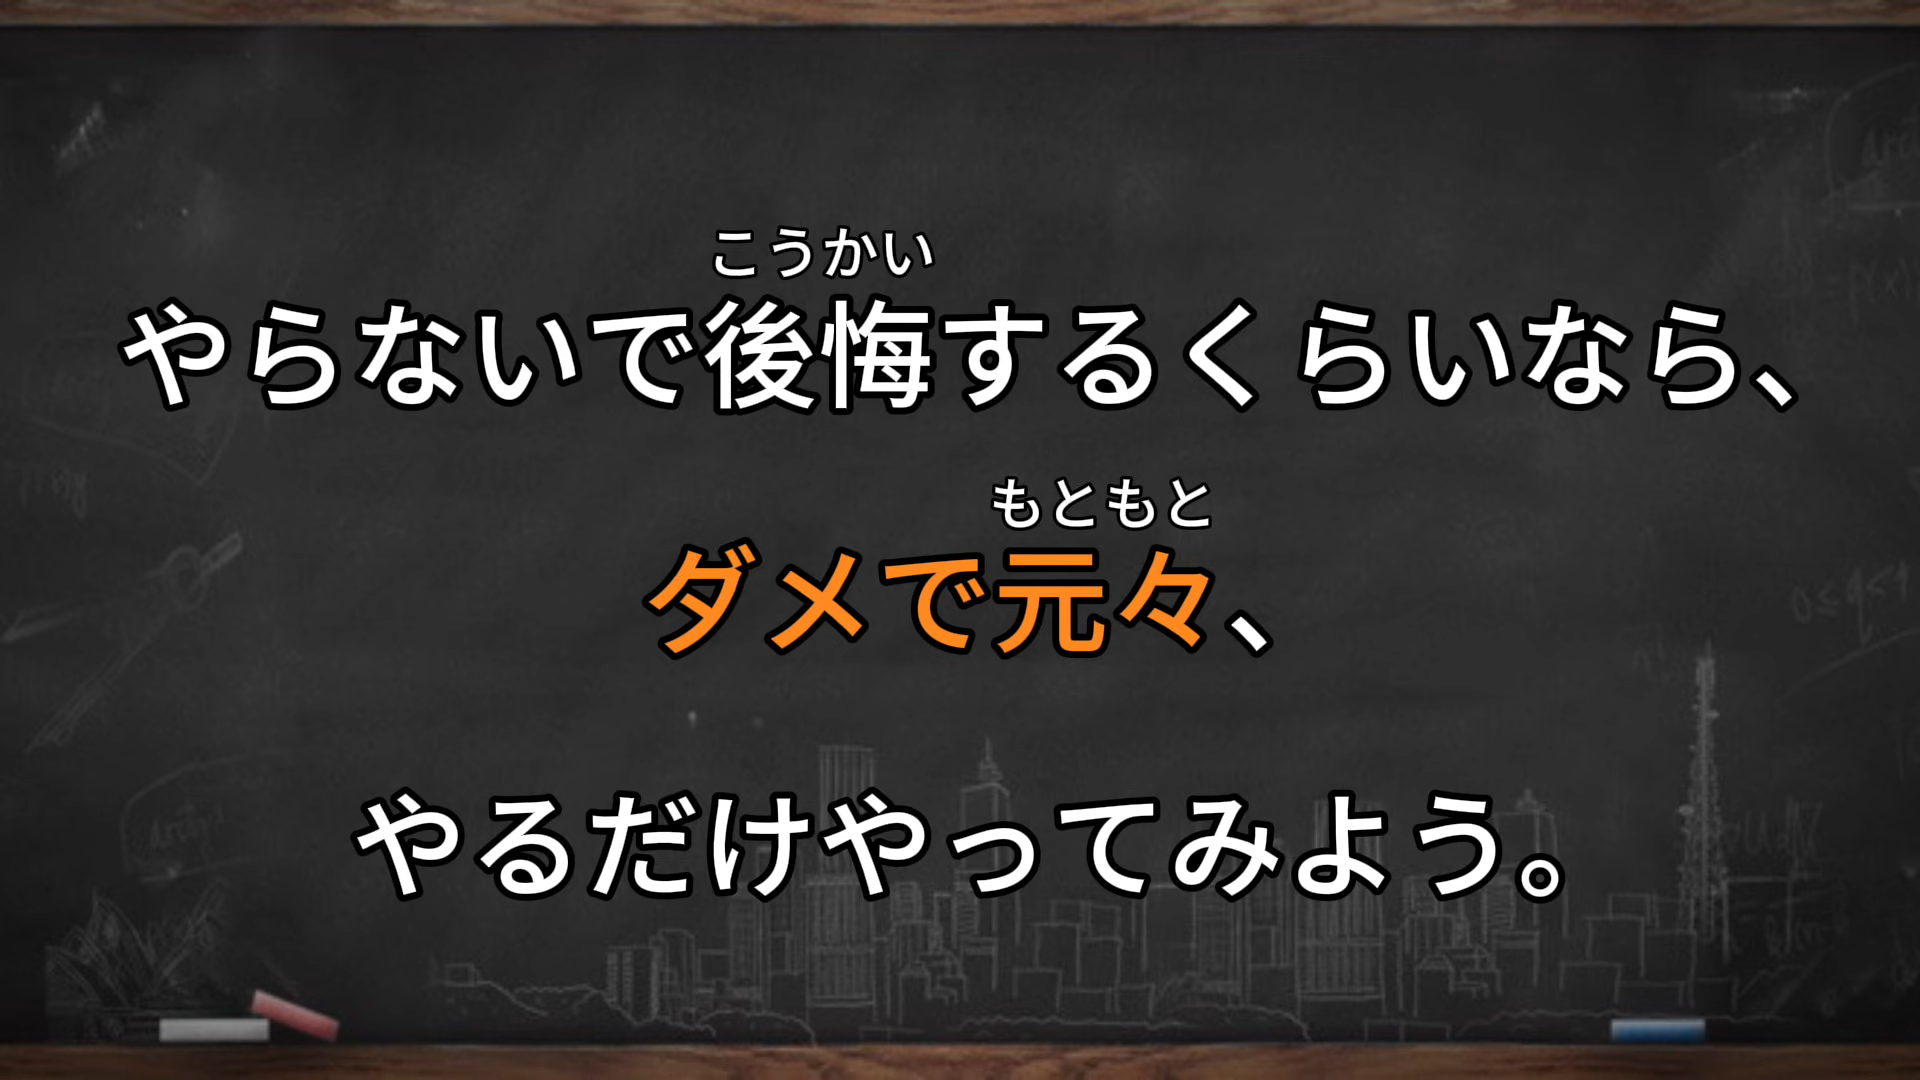 こうかい
やらないで後悔するくらいなら、
もともと
ダメで元々、
やるだけやってみよう。